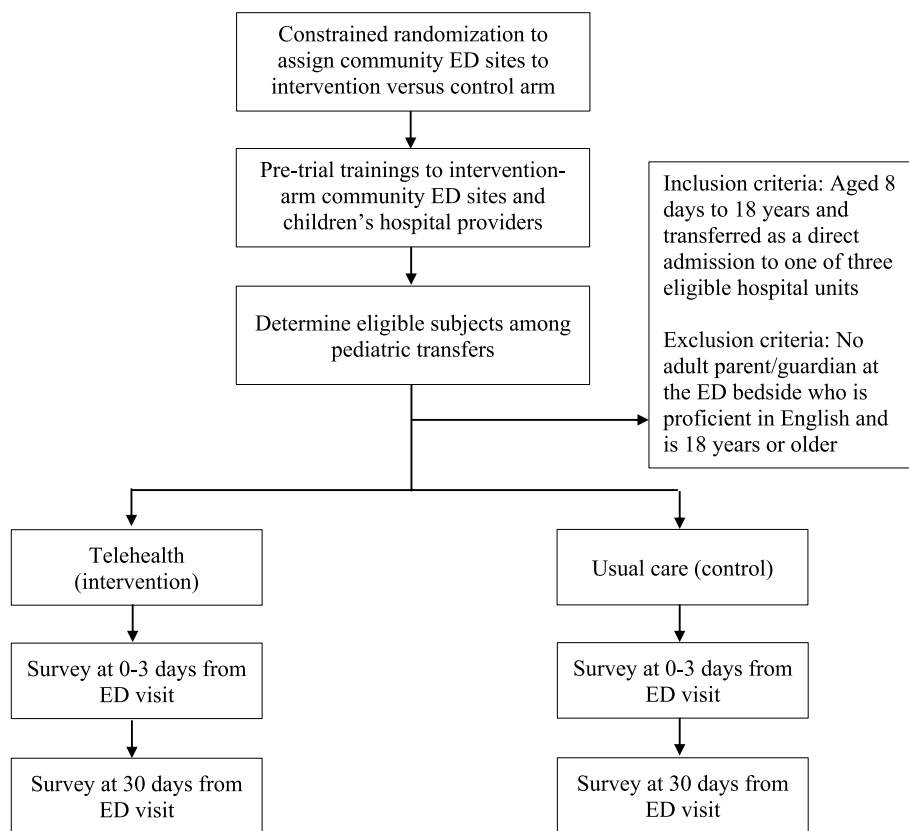 Constrained randomization to
assign community ED sites to
intervention versus control arm
Pre-trial trainings to intervention-
arm community ED sites and
children's hospital providers
Inclusion criteria: Aged 8
days to 18 years and
transferred as a direct
admission to one of three
eligible hospital units
Exclusion criteria: No
adult parent/guardian at
the ED bedside who is
proficient in English and
is 18 years or older
Determine eligible subjects among
pediatric transfers
Telehealth
(intervention)
Usual care (control)
Survey at 0-3 days from
ED visit
Survey at 0-3 days from
ED visit
Survey at 30 days from
ED visit
Survey at 30 days from
ED visit